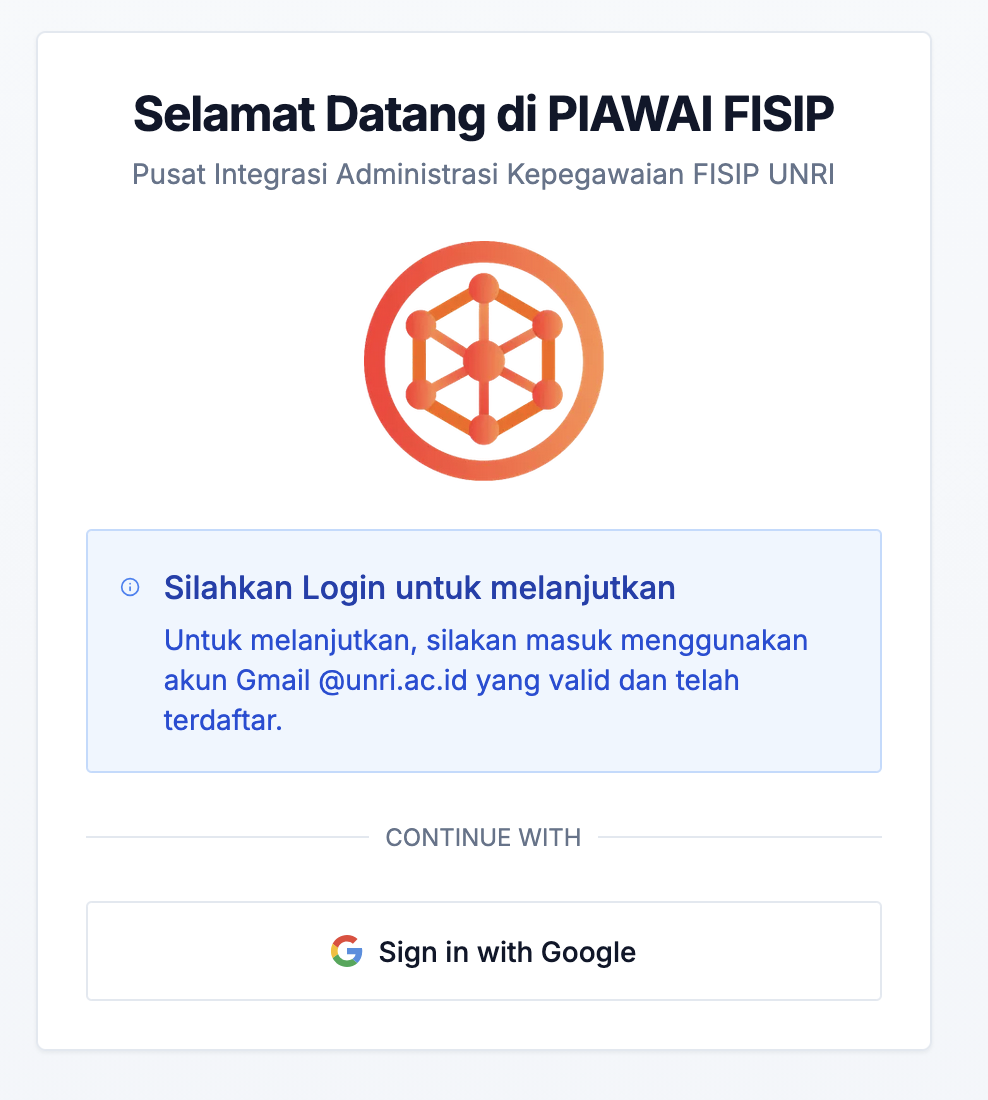 Selamat Datang di PIAWAI FISIP
Pusat Integrasi Administrasi Kepegawaian FISIP UNRI
Silahkan Login untuk melanjutkan
Untuk melanjutkan, silakan masuk menggunakan
akun Gmail @unri.ac.id yang valid dan telah
terdaftar.
CONTINUE WITH
Sign in with Google